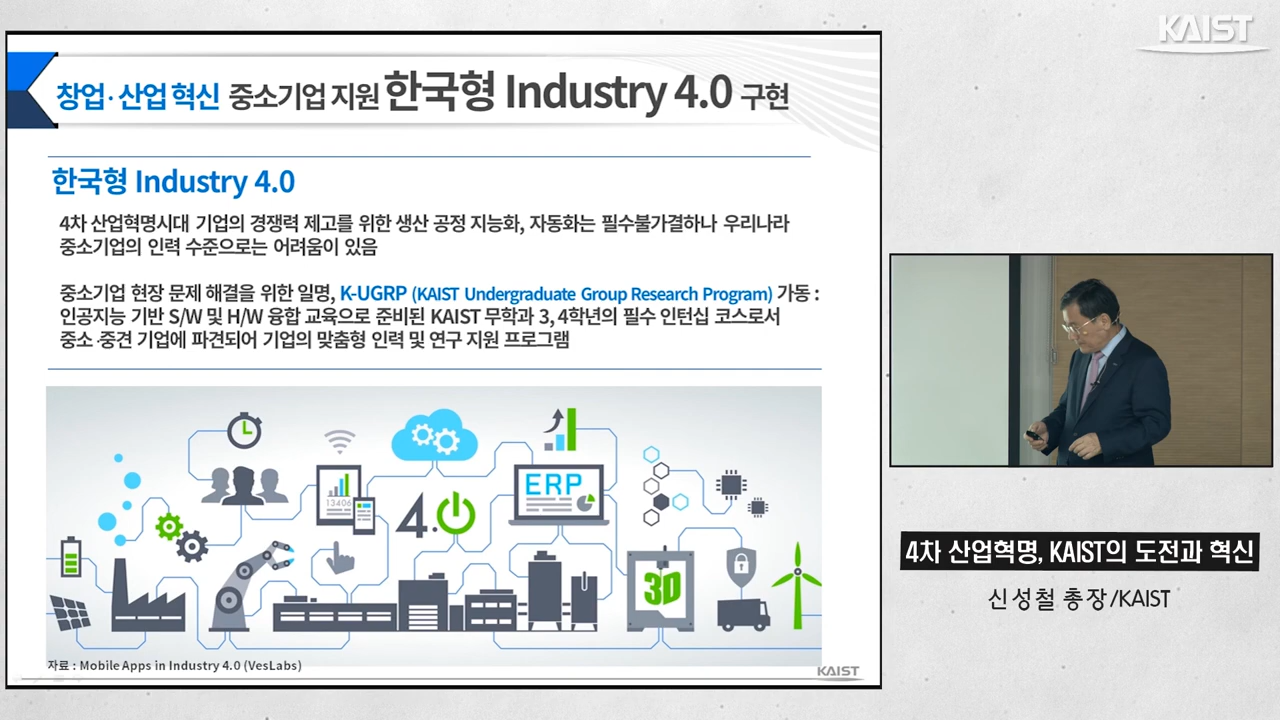 KAIST
창업·산업 혁신 중소기업 지원 한국형 Industry 4.0 구현
한국형 Industry 4.0
4차 산업혁명시대 기업의 경쟁력 제고를 위한 생산 공정 지능화, 자동화는 필수불가결하나 우리나라
중소기업의 인력 수준으로는 어려움이 있음
중소기업 현장 문제 해결을 위한 일명, K-UGRP (KAIST Undergraduate Group Research Program) 가동 :
인공지능 기반 S/W 및 H/W 융합 교육으로 준비된 KAIST 무학과 3, 4학년의 필수 인턴십 코스로서
중소·중견 기업에 파견되어 기업의 맞춤형 인력 및 연구 지원 프로그램
13406
4.0
ERP
3D
자료 : Mobile Apps in Industry 4.0 (VesLabs)
KAIST
4차 산업혁명, KAIST의 도전과 혁신
신성철 총장/KAIST